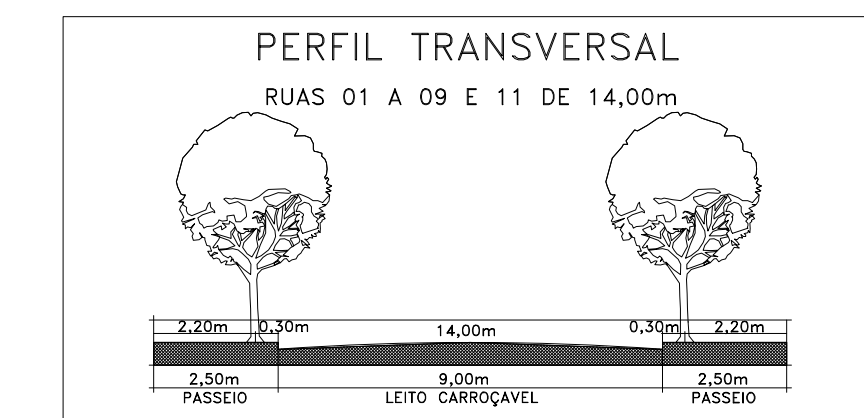 PERFIL TRANSVERSAL
RUAS 01 A 09 E 11 DE 14,00m
2,20m 0,30m 14,00m 0,30m 2,20m
2,50m 9,00m 2,50m
PASSEIO LEITO CARROÇAVEL PASSEIO